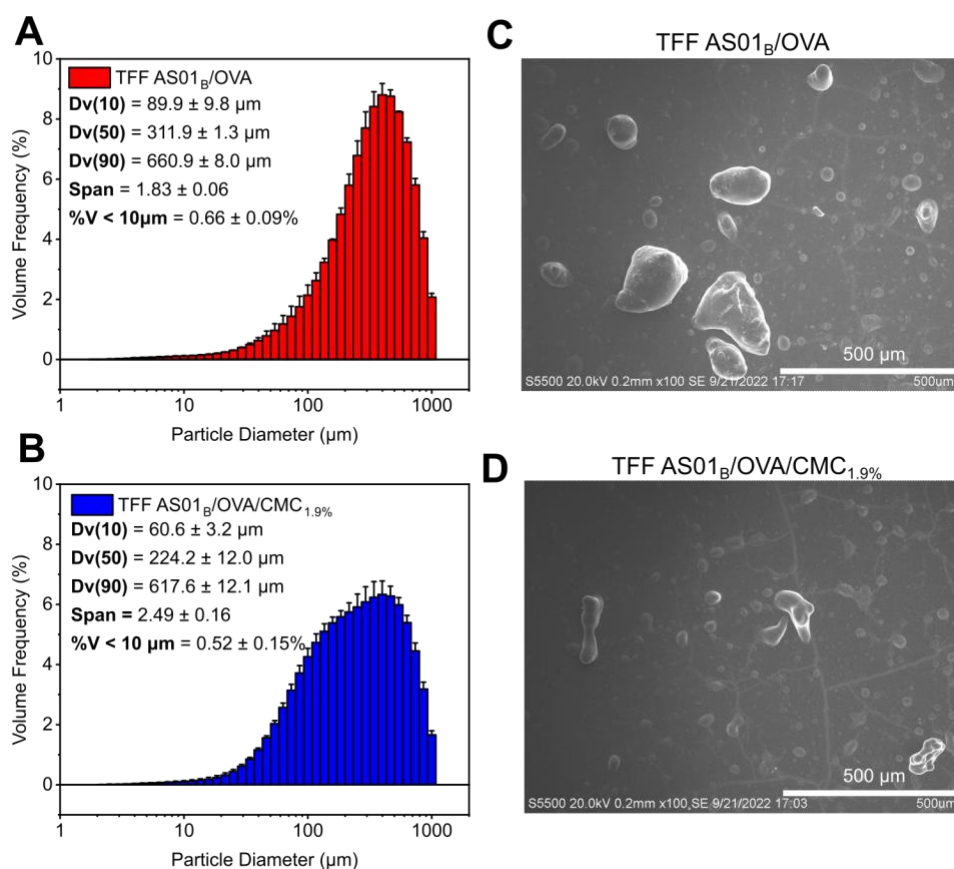 A
10
8
6
4
2
0
Volume Frequency (%)
TFF AS01B/OVA
Dv(10) = 89.9 ± 9.8 µm
Dv(50) = 311.9 ± 1.3 µm
Dv(90) = 660.9 ± 8.0 µm
Span = 1.83 ± 0.06
%V < 10µm = 0.66 ± 0.09%
1 10 100 1000
Particle Diameter (µm)
B
10
8
6
4
2
0
Volume Frequency (%)
TFF AS01B/OVA/CMC1.9%
Dv(10) = 60.6 ± 3.2 µm
Dv(50) = 224.2 ± 12.0 µm
Dv(90) = 617.6 ± 12.1 µm
Span = 2.49 ± 0.16
%V < 10 µm = 0.52 ± 0.15%
1 10 100 1000
Particle Diameter (µm)
C
TFF AS01B/OVA
500 µm
S5500 20.0kV 0.2mm x100 SE 9/21/2022 17:17 500um
D
TFF AS01B/OVA/CMC1.9%
500 µm
S5500 20.0kV 0.2mm x100,SE 9/21/2022 17:03 500um